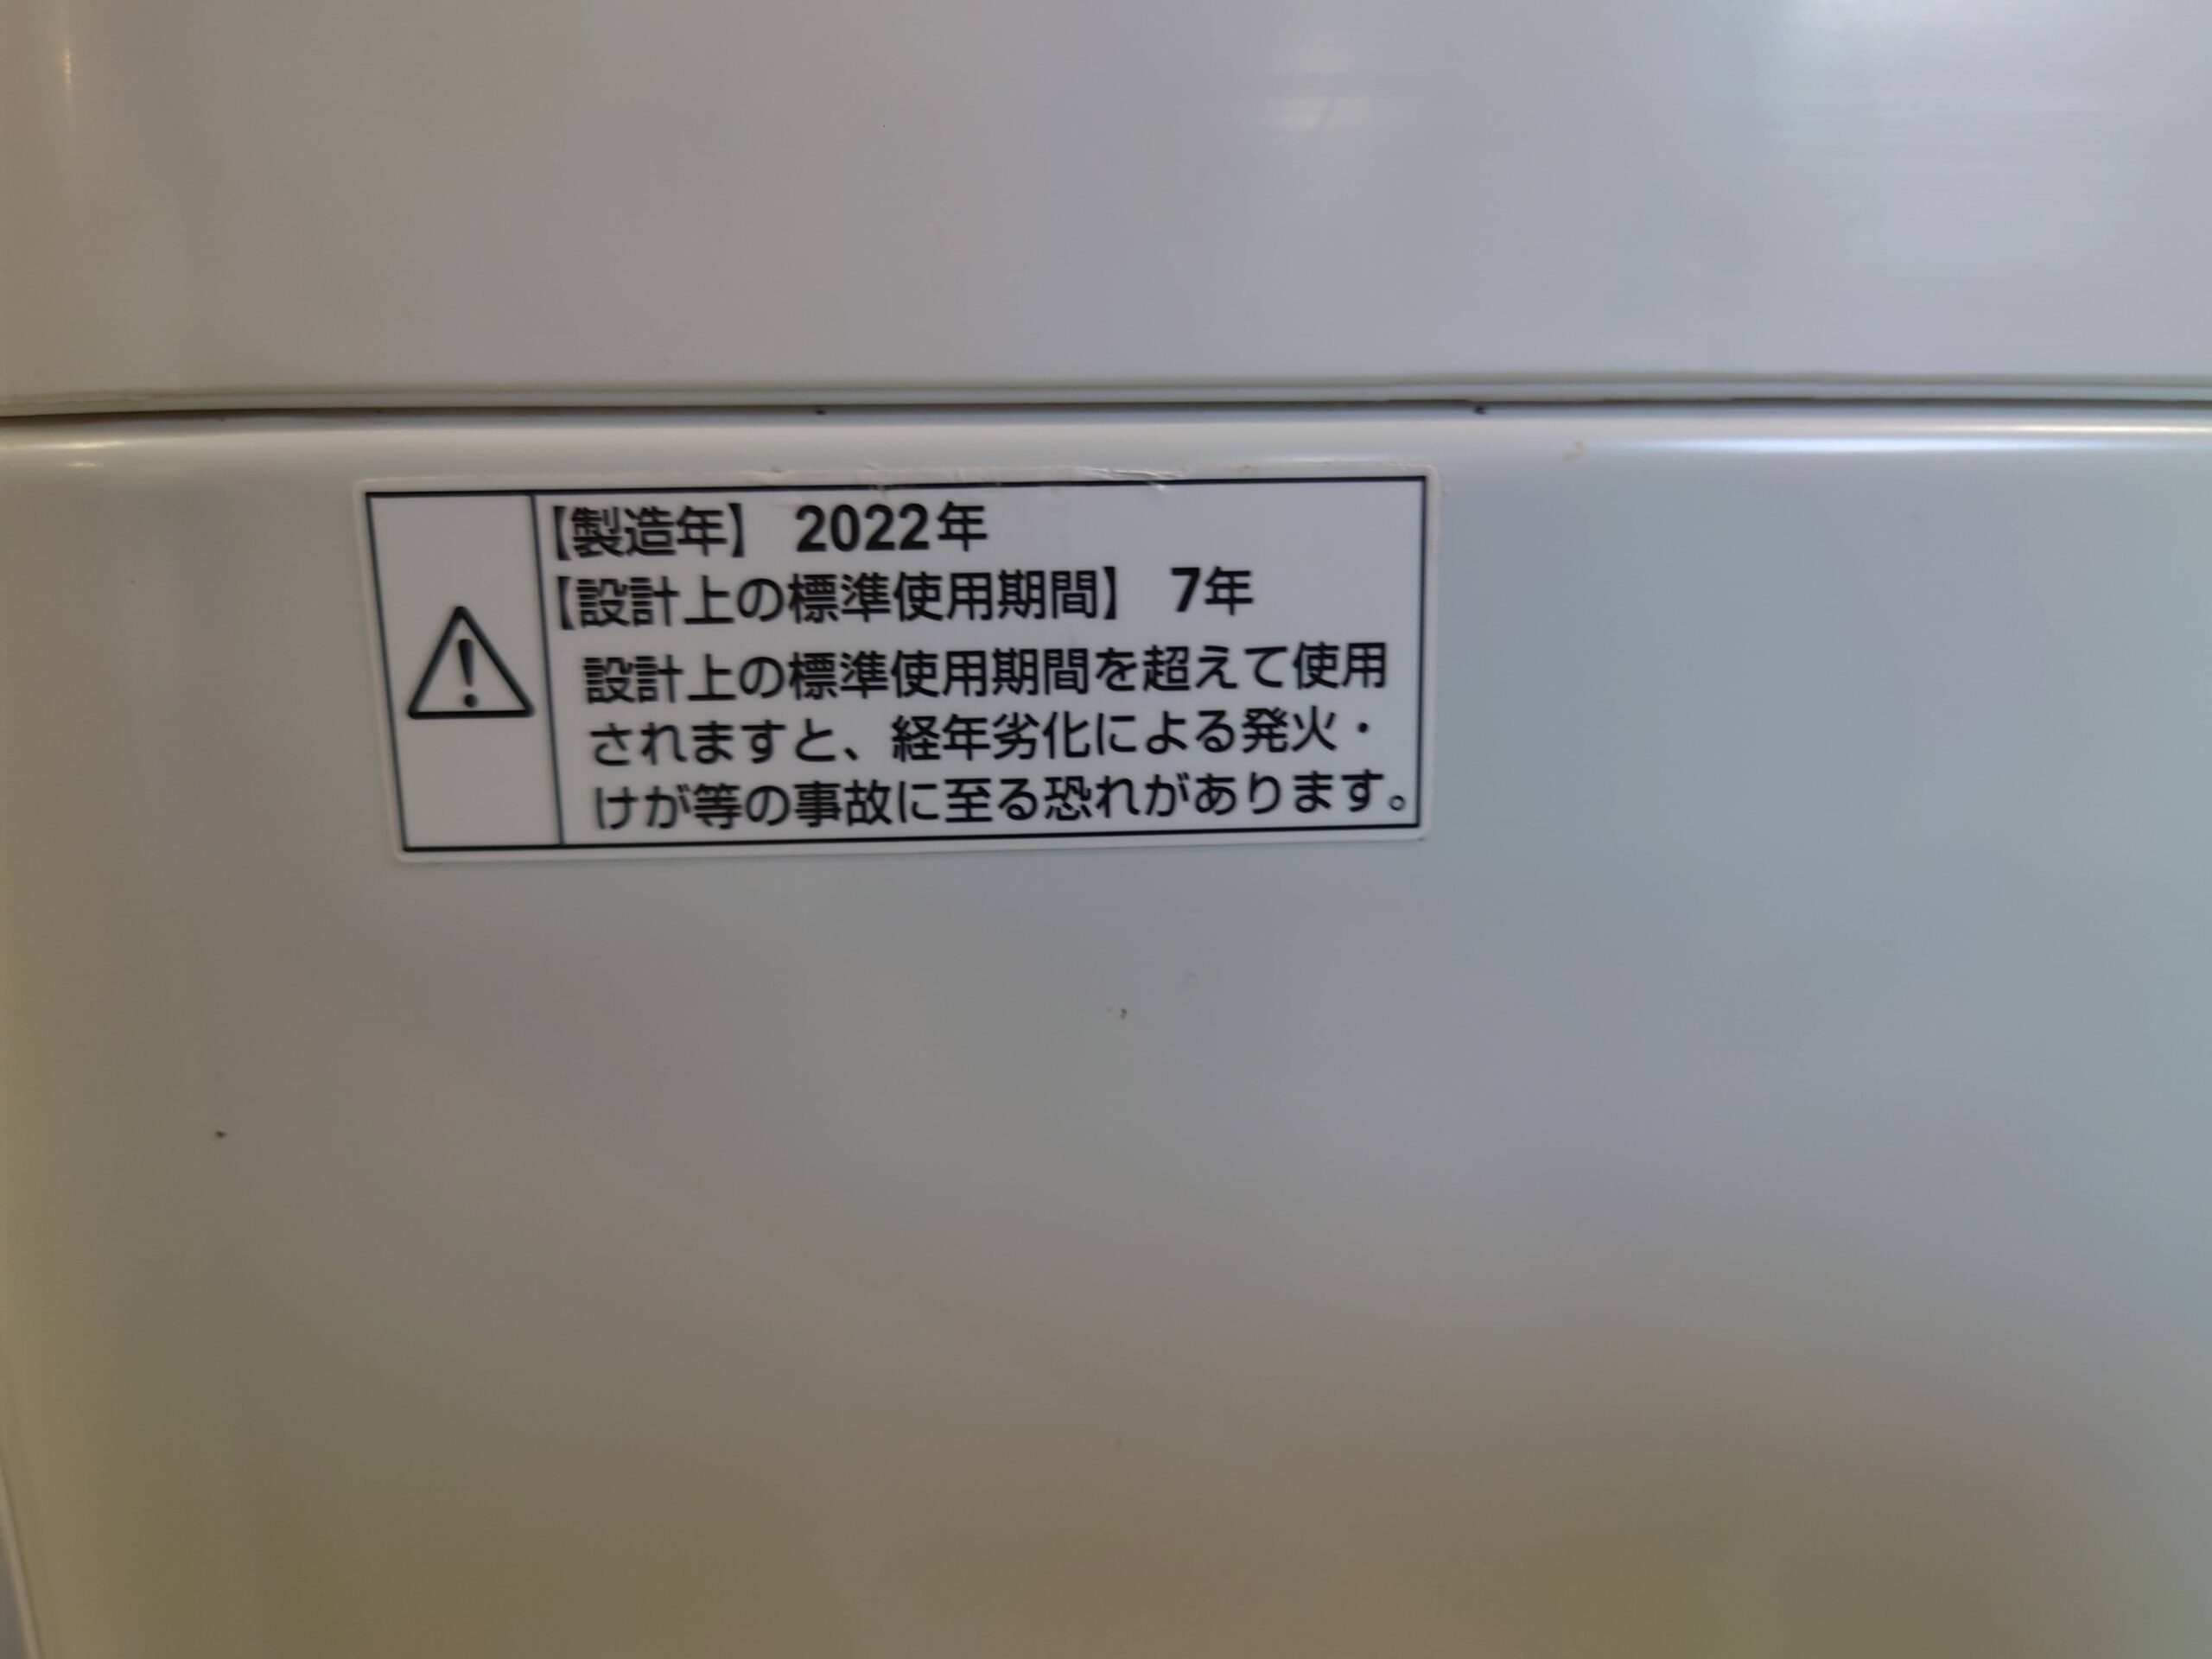 【製造年】 2022年
【設計上の標準使用期間】 7年
設計上の標準使用期間を超えて使用
されますと、経年劣化による発火・
けが等の事故に至る恐れがあります。